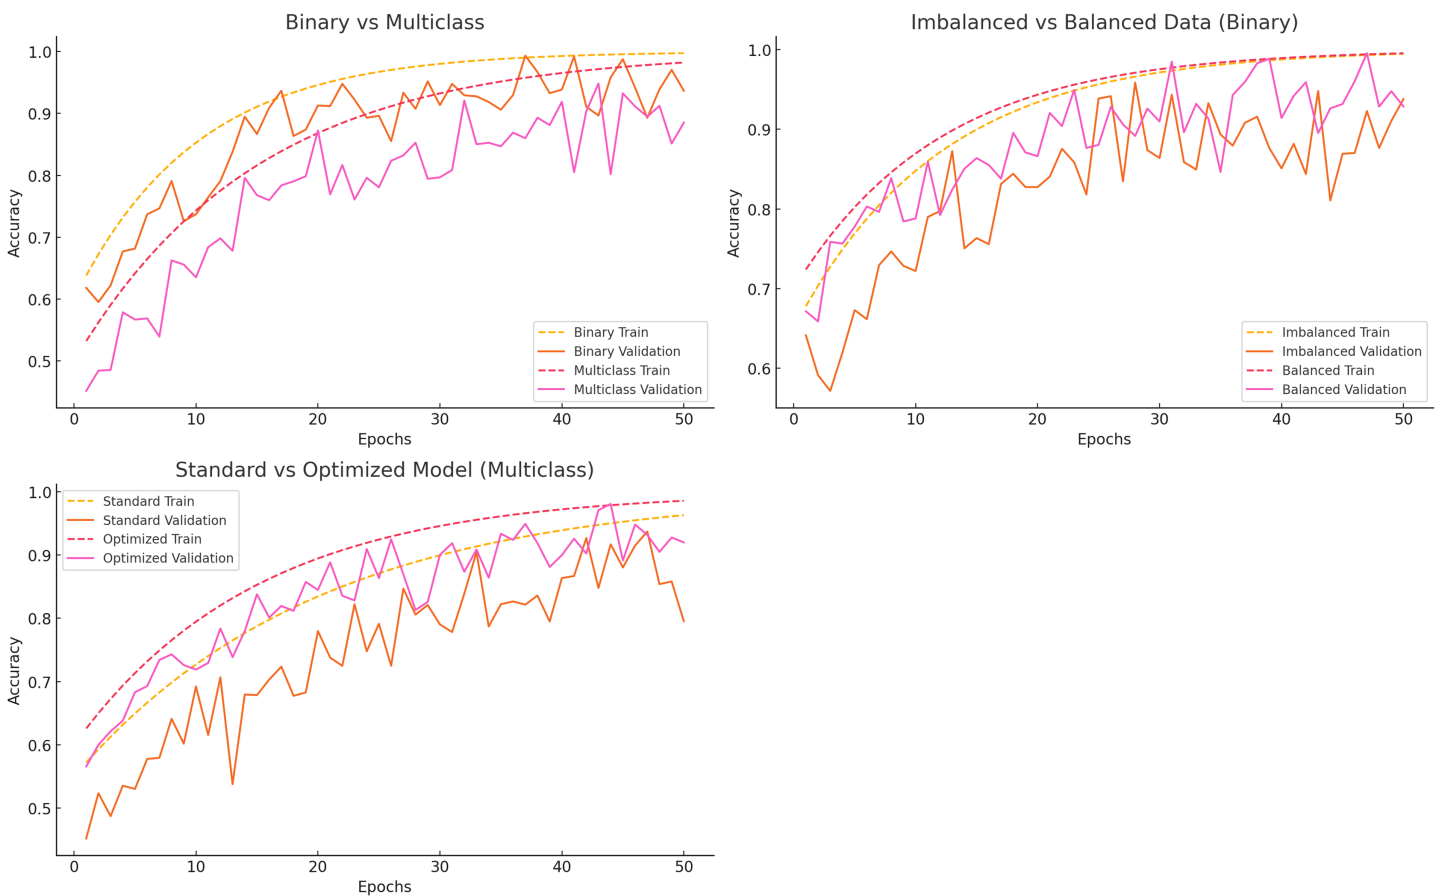 Binary vs Multiclass
1.0
0.9
0.8
0.7
0.6
0.5
Accuracy
0 10 20 30 40 50
Epochs
Binary Train
Binary Validation
Multiclass Train
Multiclass Validation
Imbalanced vs Balanced Data (Binary)
1.0
0.9
0.8
0.7
0.6
Accuracy
0 10 20 30 40 50
Epochs
Imbalanced Train
Imbalanced Validation
Balanced Train
Balanced Validation
Standard vs Optimized Model (Multiclass)
1.0
0.9
0.8
0.7
0.6
0.5
Accuracy
0 10 20 30 40 50
Epochs
Standard Train
Standard Validation
Optimized Train
Optimized Validation